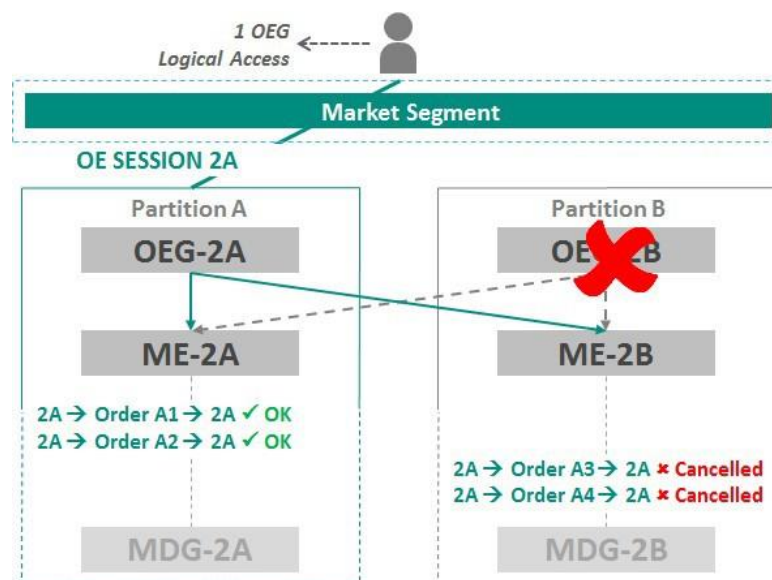 1 OEG
Logical Access
Market Segment
OE SESSION 2A
Partition A
Partition B
OEG-2A
OE 2B
ME-2A
ME-2B
2A → Order A1 → 2A ✓ OK
2A → Order A2 → 2A ✓ OK
2A → Order A3 → 2A ✘ Cancelled
2A → Order A4 → 2A ✘ Cancelled
MDG-2A
MDG-2B